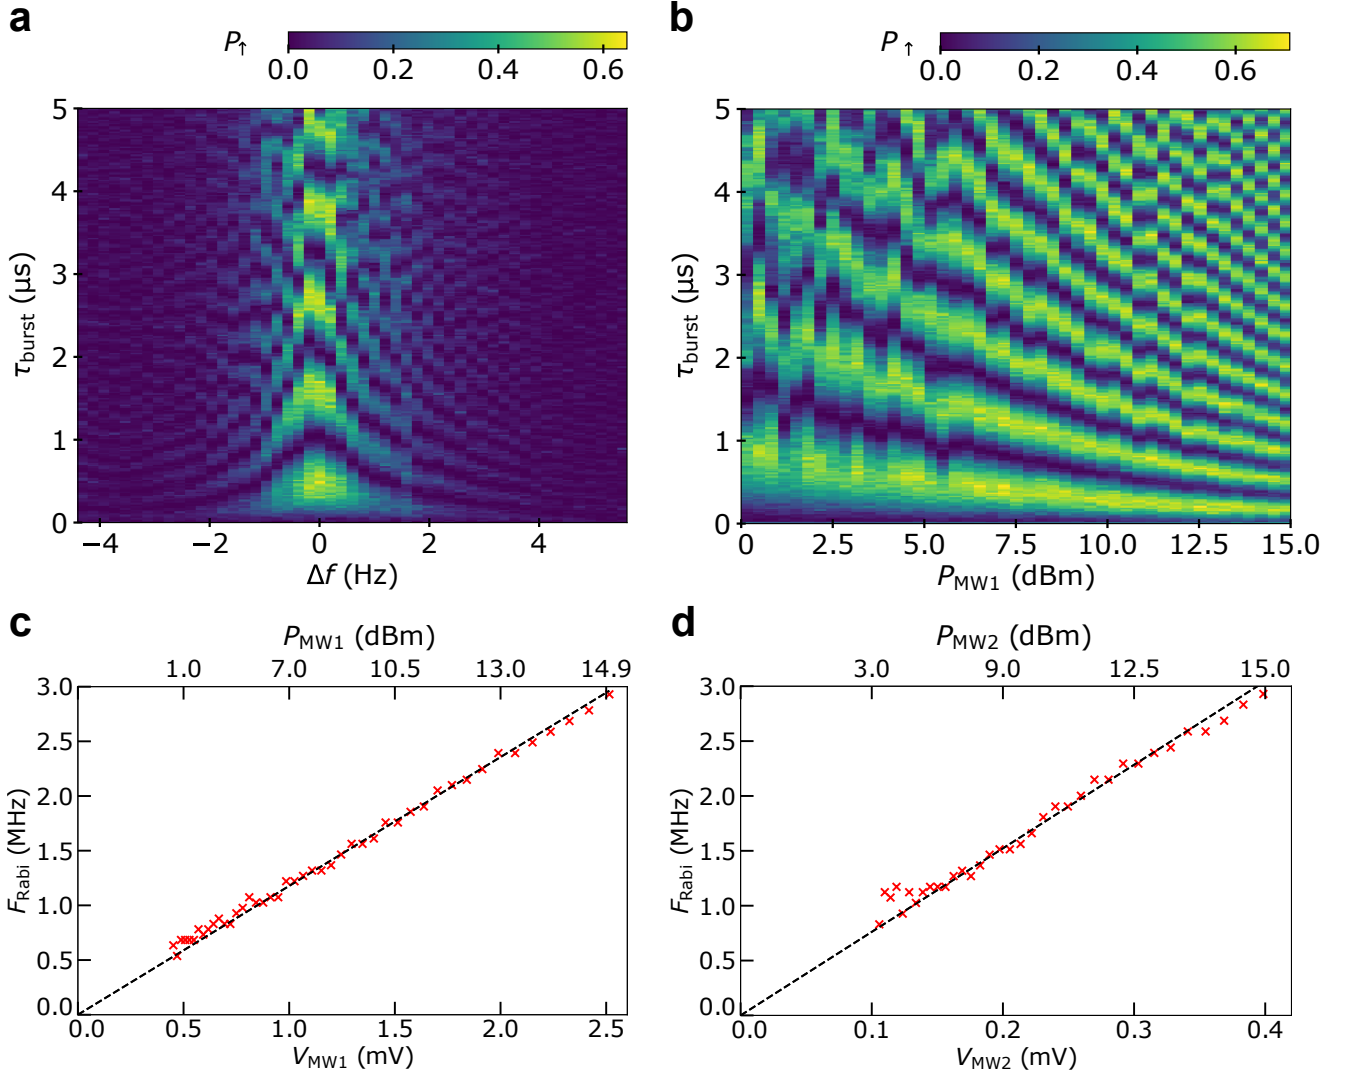 a
P↑
0.0 0.2 0.4 0.6
5
4
3
2
1
0
τburst (μs)
−4 −2 0 2 4
Δf (Hz)
b
P↑
0.0 0.2 0.4 0.6
5
4
3
2
1
0
τburst (μs)
0 2.5 5.0 7.5 10.0 12.5 15.0
PMW1 (dBm)
c
PMW1 (dBm)
1.0 7.0 10.5 13.0 14.9
3.0
2.5
2.0
1.5
1.0
0.5
0.0
FRabi (MHz)
0.0 0.5 1.0 1.5 2.0 2.5
VMW1 (mV)
d
PMW2 (dBm)
3.0 9.0 12.5 15.0
3.0
2.5
2.0
1.5
1.0
0.5
0.0
FRabi (MHz)
0.0 0.1 0.2 0.3 0.4
VMW2 (mV)